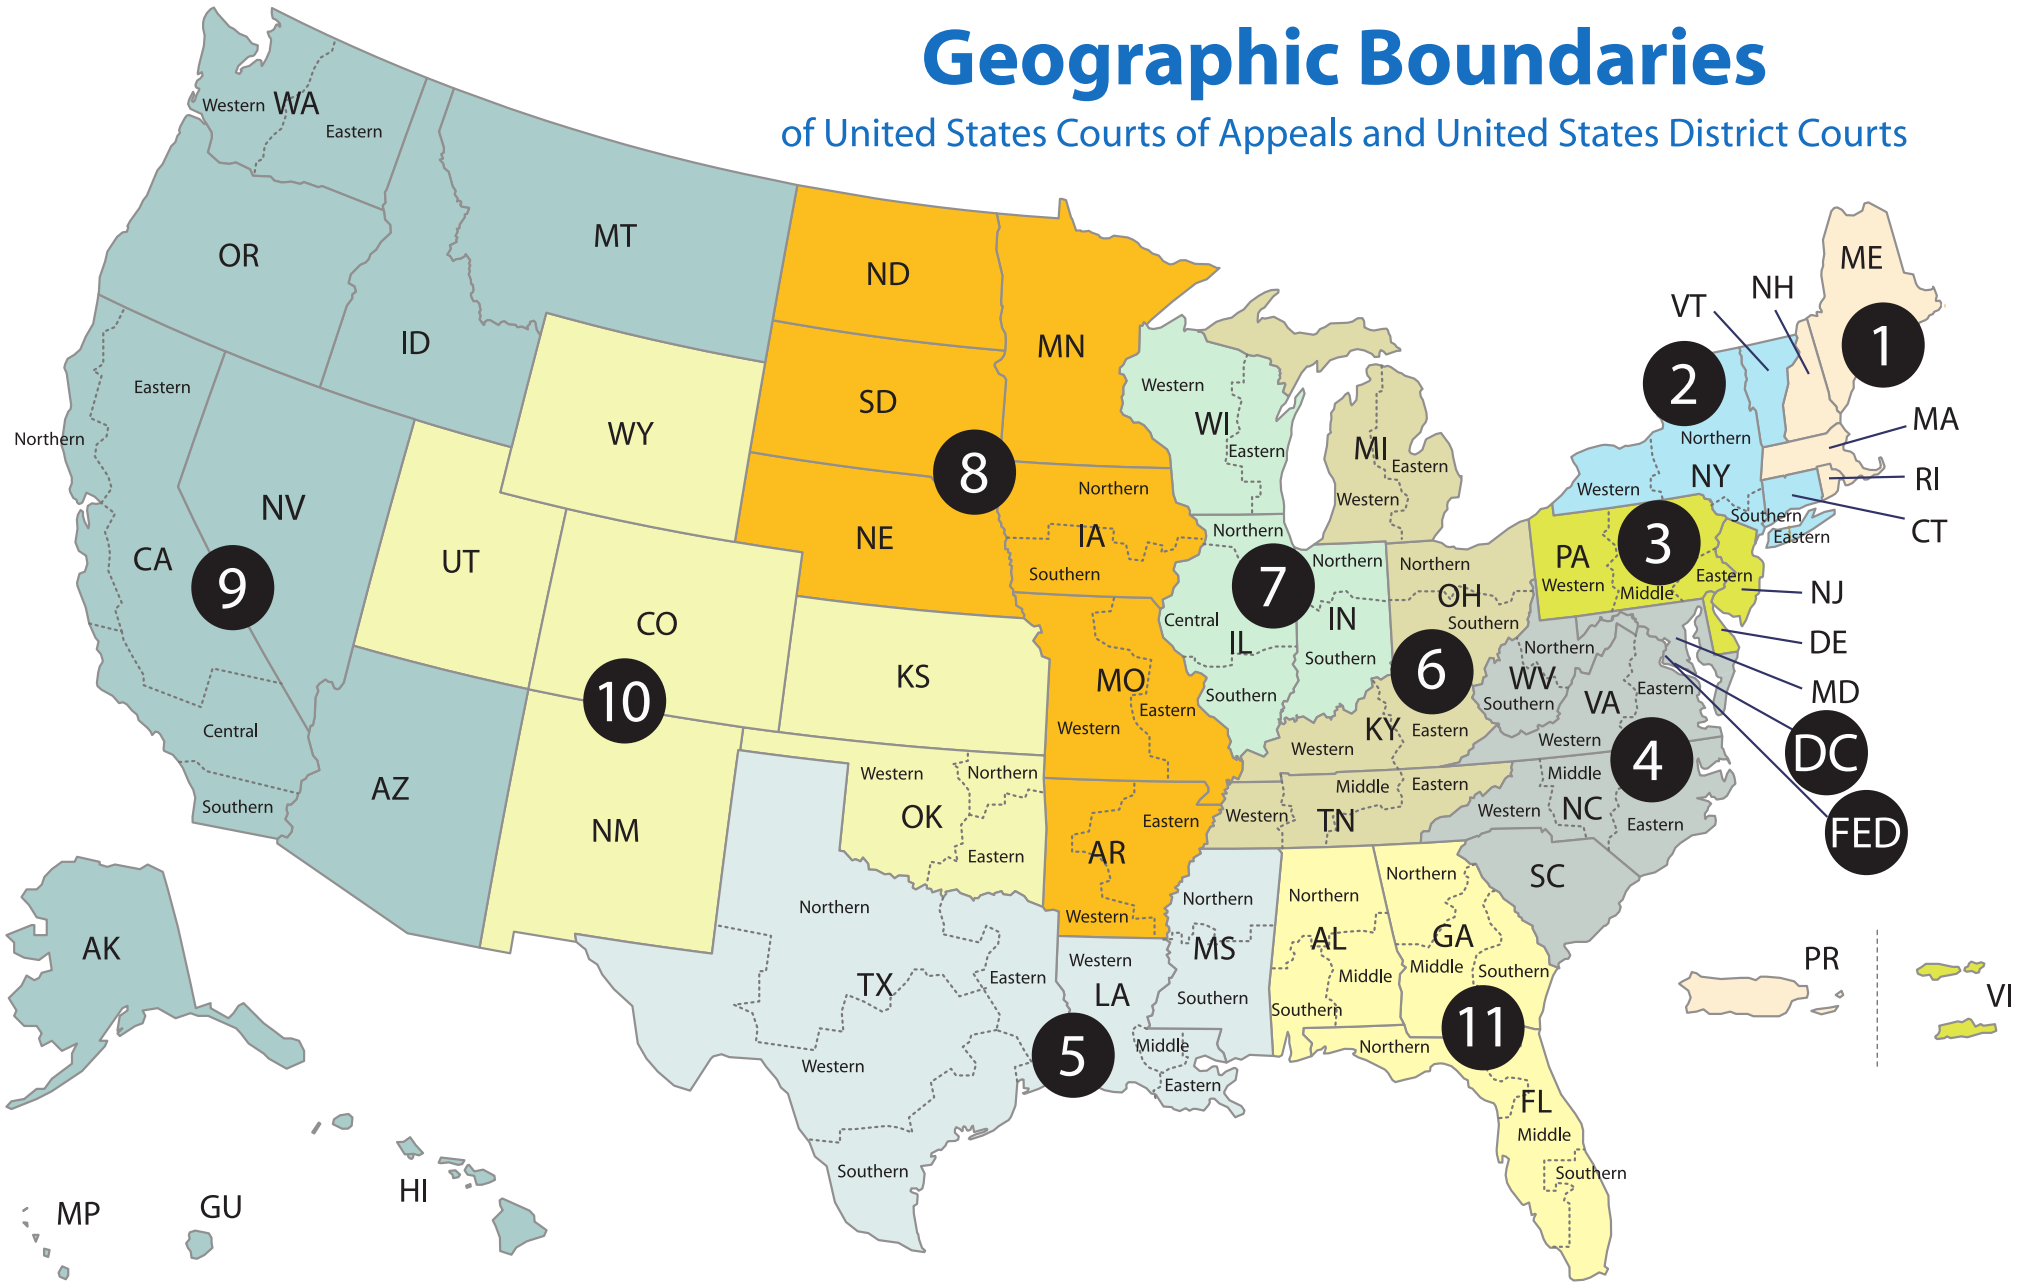 Geographic Boundaries
of United States Courts of Appeals and United States District Courts
Western
WA
Eastern
OR
ID
MT
Eastern
Northern
CA
NV
9
Central
Southern
AZ
WY
UT
CO
10
NM
ND
SD
NE
8
MN
Northern
IA
Southern
KS
MO
Western
Eastern
Western
Northern
OK
Eastern
Eastern
AR
Western
Northern
TX
Eastern
Western
Southern
Western
LA
5
Middle
Eastern
Northern
MS
Southern
Western
WI
Eastern
Northern
7
Central
IL
Southern
Northern
IN
Southern
MI
Eastern
Western
Northern
OH
Southern
6
KY
Western
Eastern
Western
Middle
Eastern
TN
Northern
AL
Middle
Southern
Northern
GA
Middle
Southern
11
Northern
FL
Middle
Southern
Northern
WV
Southern
VA
Eastern
Western
4
Middle
Western
NC
Eastern
SC
PA
3
Western
Middle
Eastern
2
Northern
NY
Western
Southern
Eastern
VT
NH
ME
1
MA
RI
CT
NJ
DE
MD
DC
FED
PR
VI
AK
HI
GU
MP